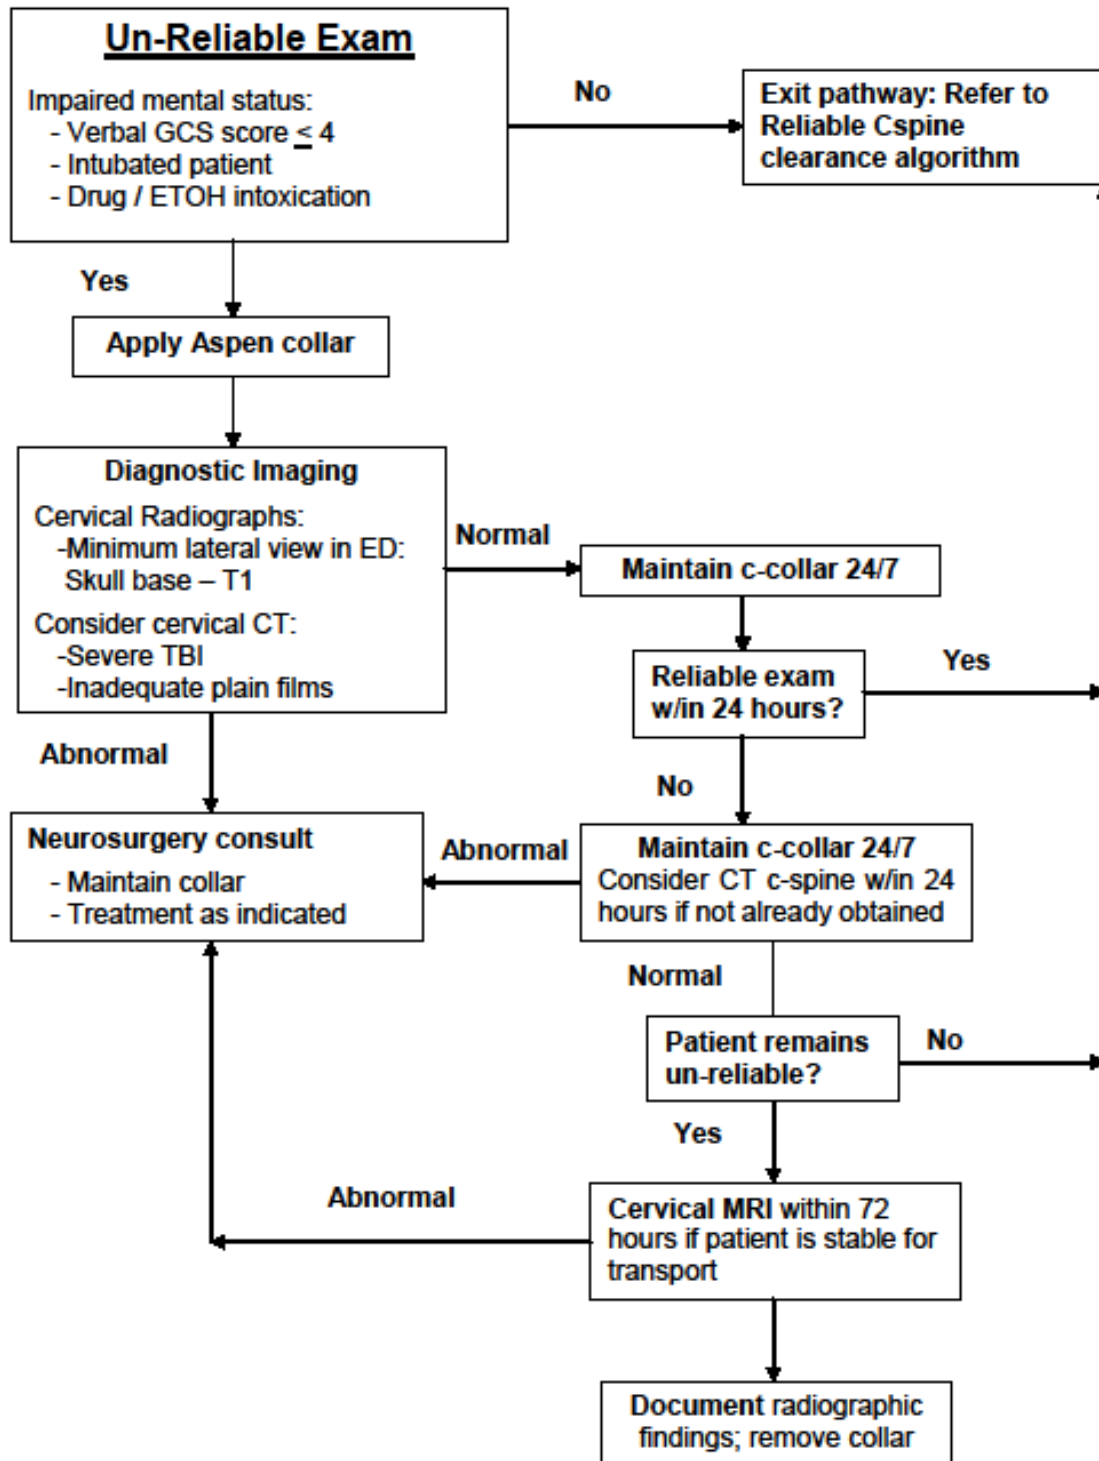 Un-Reliable Exam
Impaired mental status:
- Verbal GCS score ≤ 4
- Intubated patient
- Drug / ETOH intoxication
No
Exit pathway: Refer to
Reliable Cspine
clearance algorithm
Yes
Apply Aspen collar
Diagnostic Imaging
Cervical Radiographs:
-Minimum lateral view in ED:
Skull base – T1
Consider cervical CT:
-Severe TBI
-Inadequate plain films
Normal
Maintain c-collar 24/7
Reliable exam
w/in 24 hours?
Yes
Abnormal
No
Neurosurgery consult
- Maintain collar
- Treatment as indicated
Abnormal
Maintain c-collar 24/7
Consider CT c-spine w/in 24
hours if not already obtained
Normal
Patient remains
un-reliable?
No
Yes
Abnormal
Cervical MRI within 72
hours if patient is stable for
transport
Document radiographic
findings; remove collar